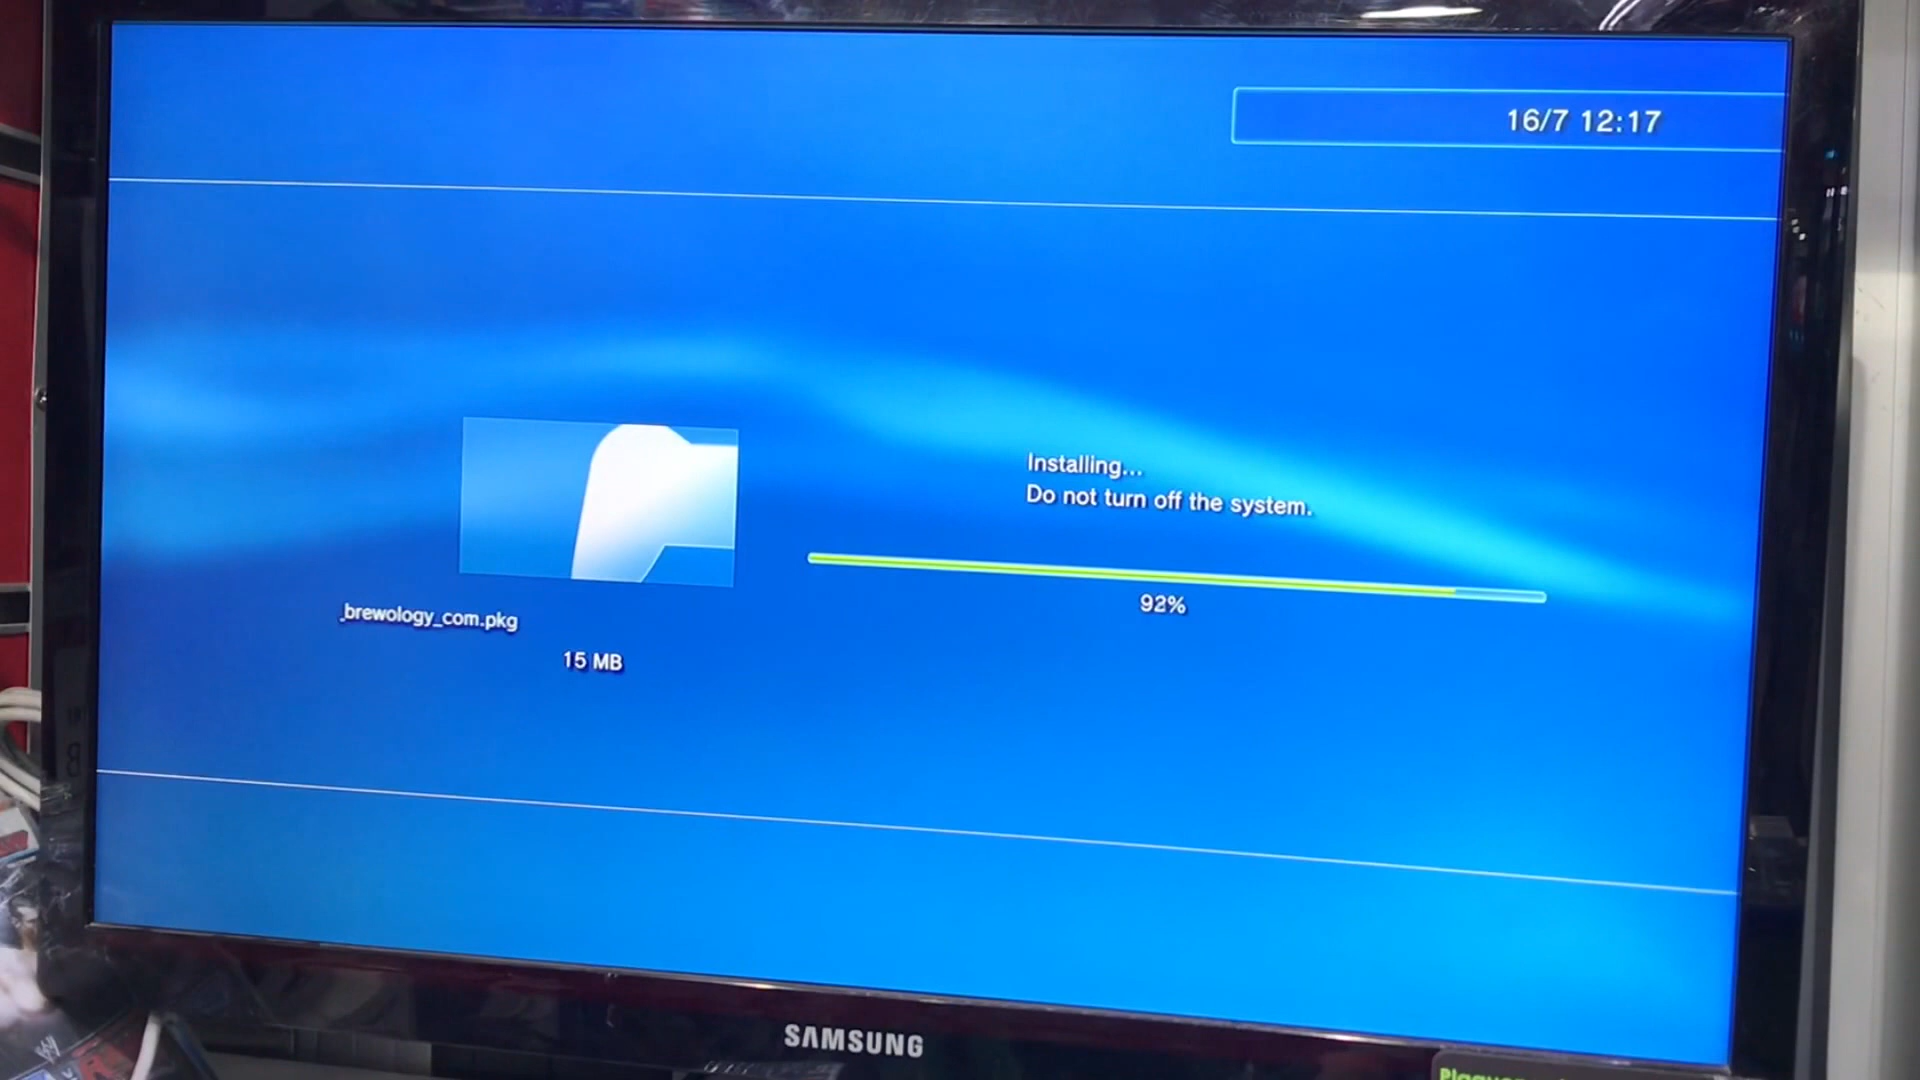 16/7 12:17
Installing...
Do not turn off the system.
92%
_brewology_com.pkg
15 MB
SAMSUNG